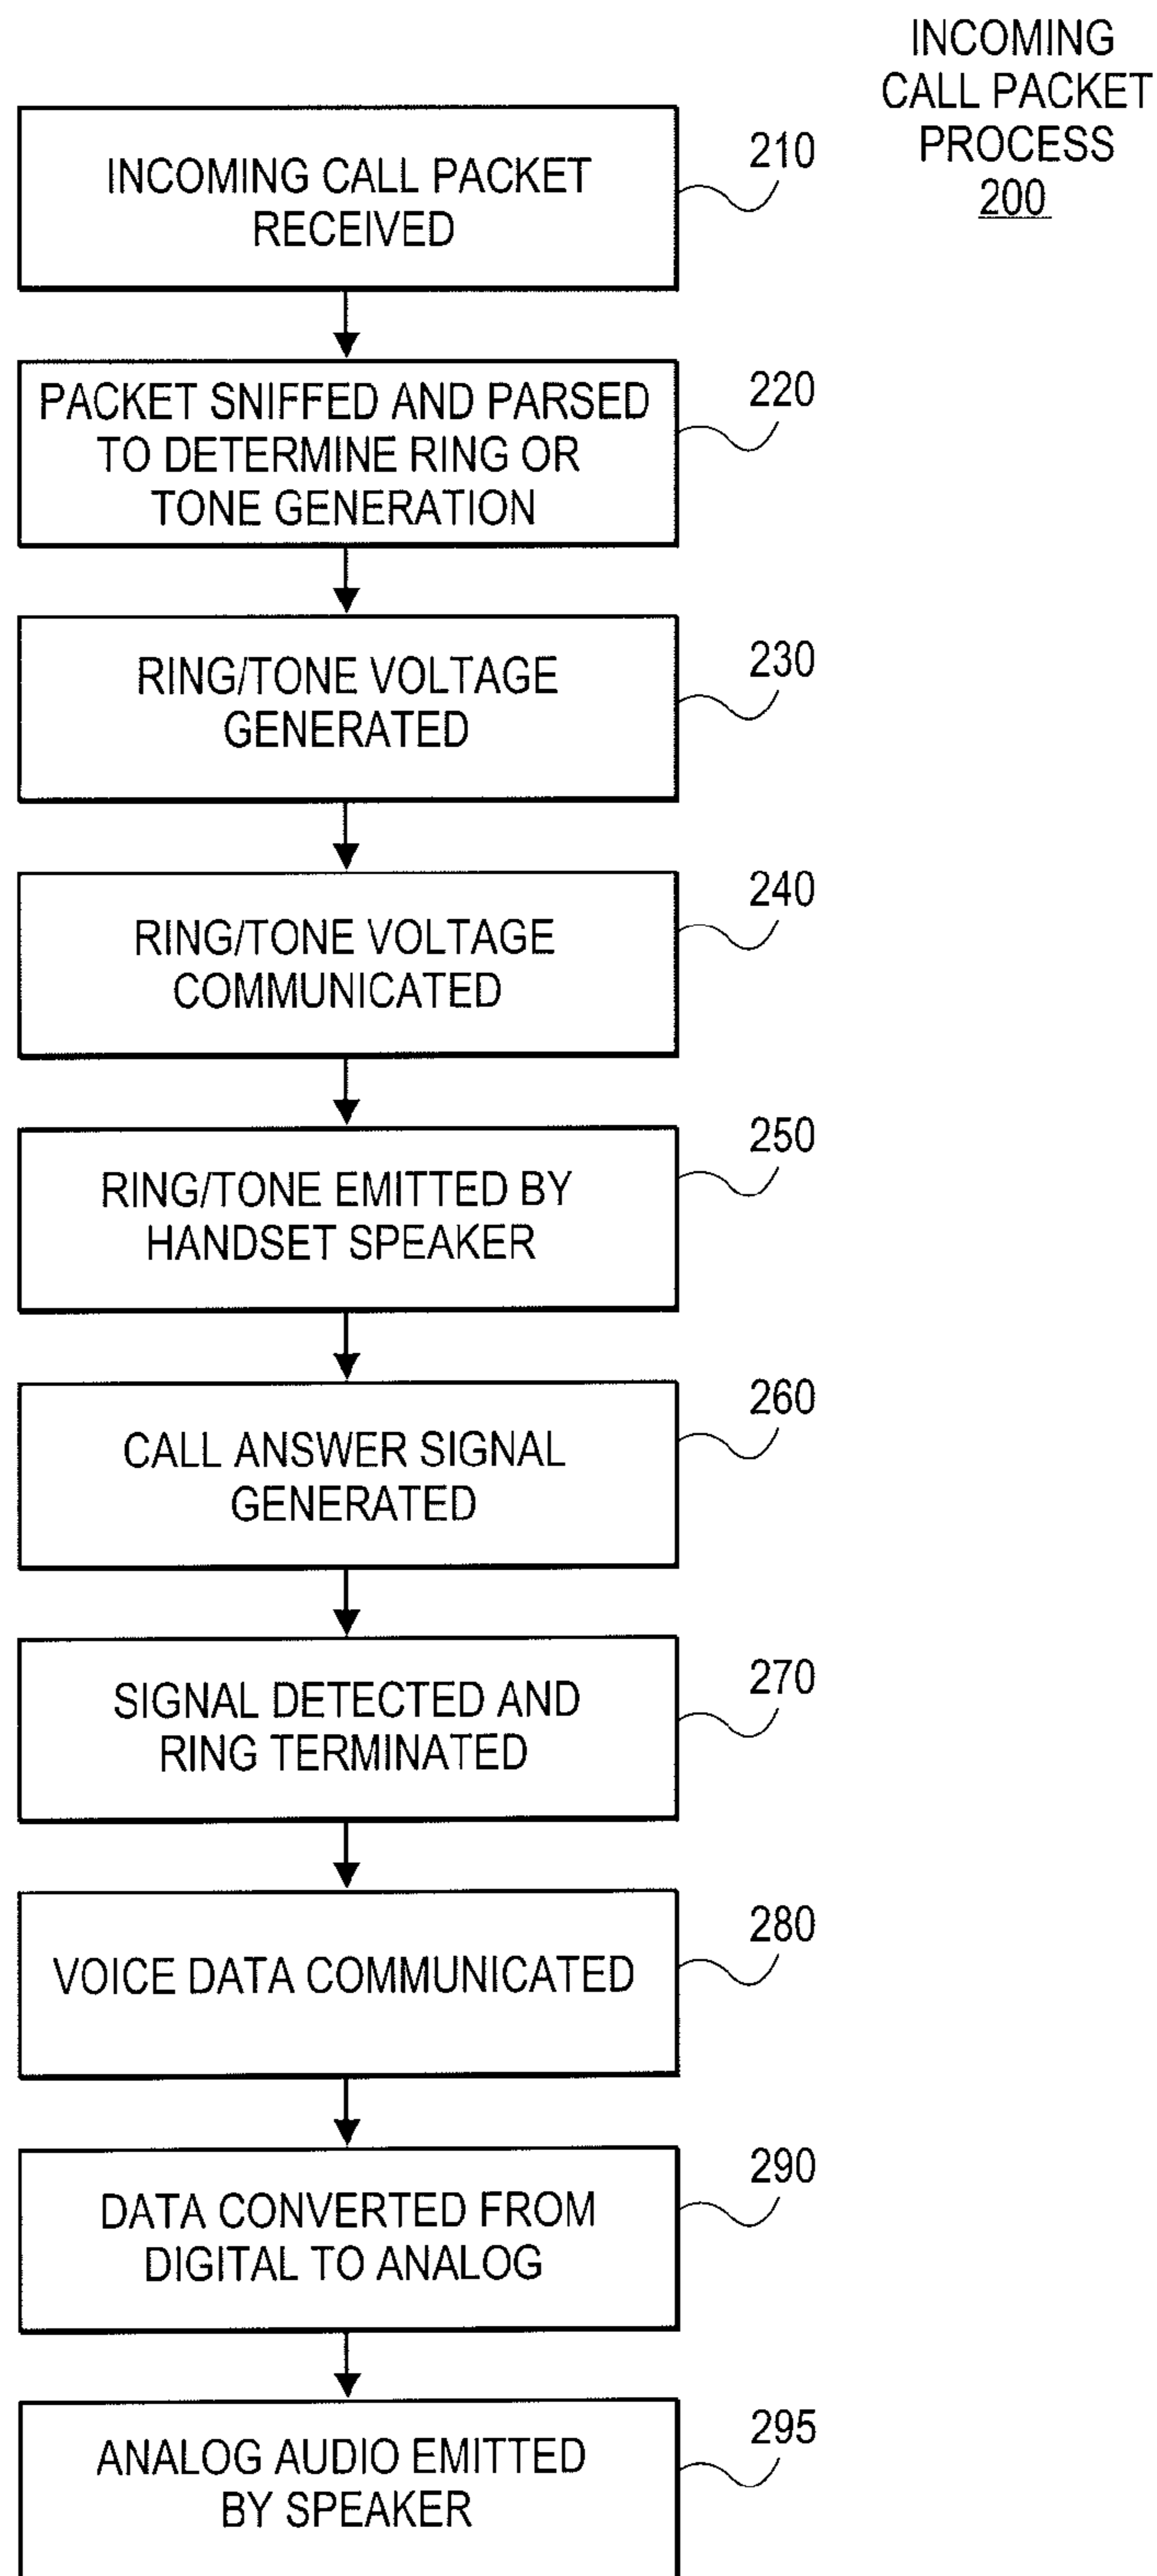 INCOMING
CALL PACKET
PROCESS
200
INCOMING CALL PACKET
RECEIVED
210
PACKET SNIFFED AND PARSED
TO DETERMINE RING OR
TONE GENERATION
220
RING/TONE VOLTAGE
GENERATED
230
RING/TONE VOLTAGE
COMMUNICATED
240
RING/TONE EMITTED BY
HANDSET SPEAKER
250
CALL ANSWER SIGNAL
GENERATED
260
SIGNAL DETECTED AND
RING TERMINATED
270
VOICE DATA COMMUNICATED
280
DATA CONVERTED FROM
DIGITAL TO ANALOG
290
ANALOG AUDIO EMITTED
BY SPEAKER
295